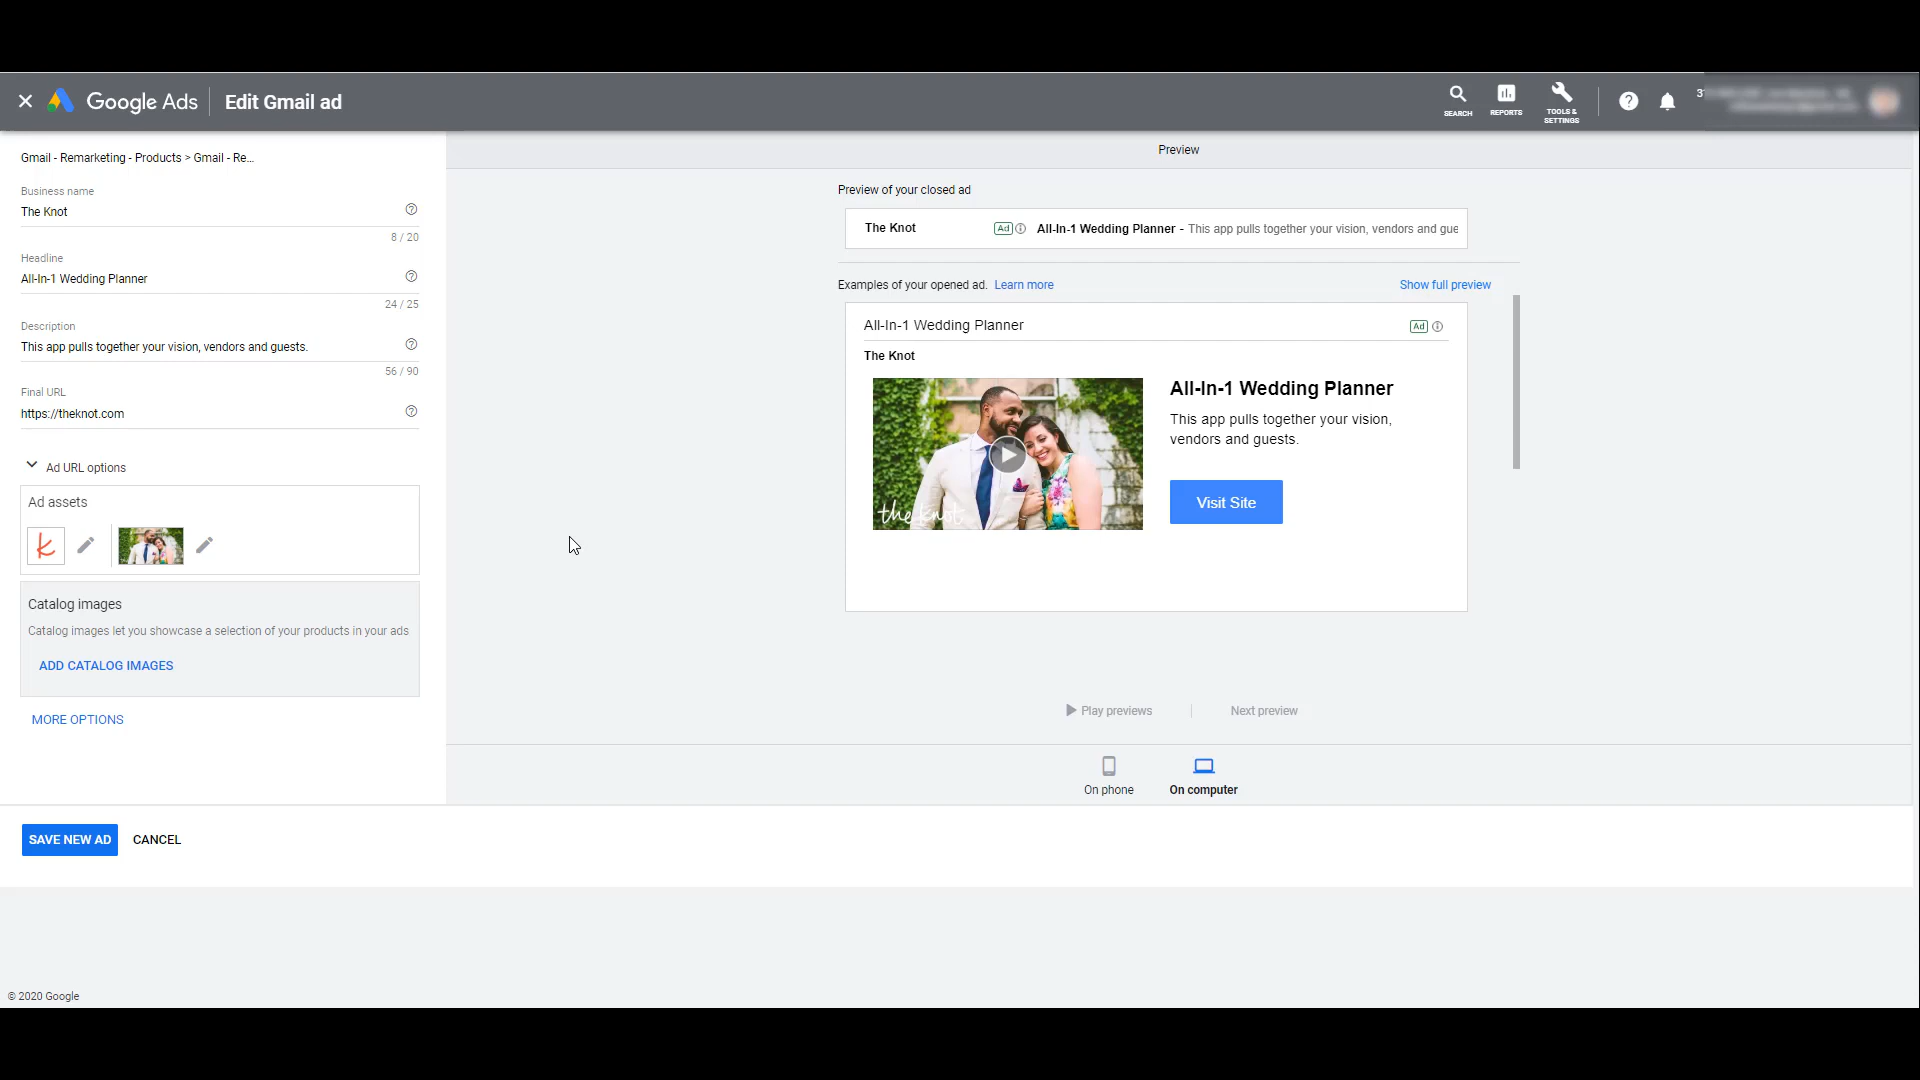 Google Ads
Edit Gmail ad
SEARCH
REPORTS
TOOLS &
SETTINGS
Gmail - Remarketing - Products > Gmail - Re...
Business name
The Knot
8 / 20
Headline
All-In-1 Wedding Planner
24 / 25
Description
This app pulls together your vision, vendors and guests.
56 / 90
Final URL
https://theknot.com
Ad URL options
Ad assets
k
Catalog images
Catalog images let you showcase a selection of your products in your ads
ADD CATALOG IMAGES
MORE OPTIONS
Preview
Preview of your closed ad
The Knot Ad All-In-1 Wedding Planner - This app pulls together your vision, vendors and gue
Examples of your opened ad. Learn more Show full preview
All-In-1 Wedding Planner Ad
The Knot
the knot
All-In-1 Wedding Planner
This app pulls together your vision,
vendors and guests.
Visit Site
Play previews
Next preview
On phone
On computer
SAVE NEW AD CANCEL
© 2020 Google